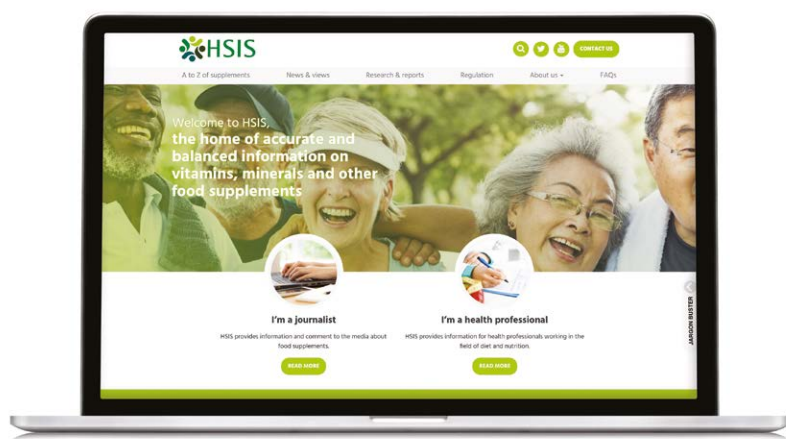 HSIS
CONTACT US
A to Z of supplements
News & views
Research & reports
Regulation
About us
FAQs
Welcome to HSIS,
the home of accurate and
balanced information on
vitamins, minerals and other
food supplements
I'm a journalist
HSIS provides information and comment to the media about
food supplements.
READ MORE
I'm a health professional
HSIS provides information for health professionals working in the
field of diet and nutrition.
READ MORE
JARGON BUSTER